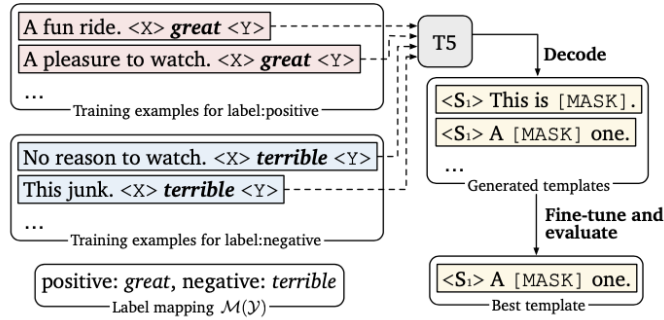 A fun ride. <X> great <Y>
A pleasure to watch. <X> great <Y>
...
Training examples for label:positive
No reason to watch. <X> terrible <Y>
This junk. <X> terrible <Y>
...
Training examples for label:negative
positive: great, negative: terrible
Label mapping M(Y)
T5
Decode
<S₁> This is [MASK].
<S₁> A [MASK] one.
...
Generated templates
Fine-tune and
evaluate
<S₁> A [MASK] one.
Best template